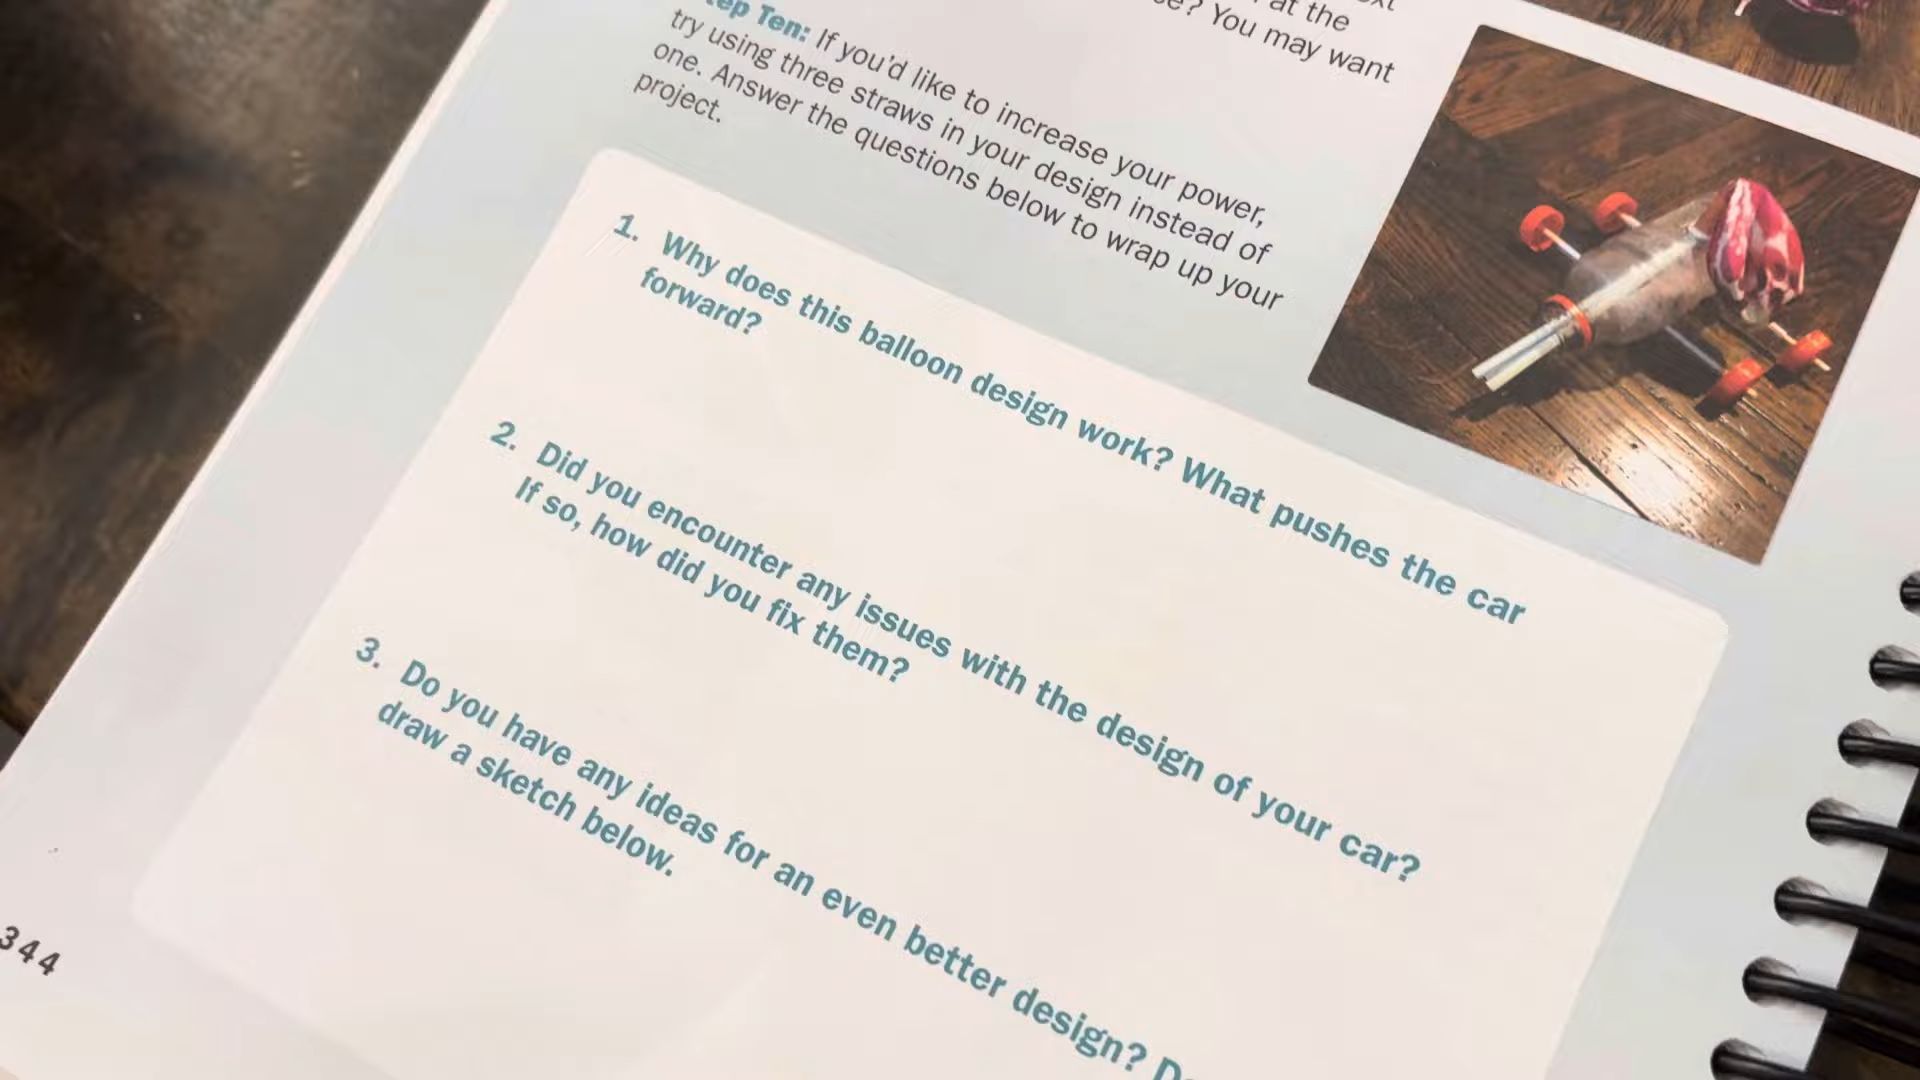 at the
? You may want
ep Ten: If you'd like to increase your power,
try using three straws in your design instead of
one. Answer the questions below to wrap up your
project.
1. Why does this balloon design work? What pushes the car
forward?
2. Did you encounter any issues with the design of your car?
If so, how did you fix them?
3. Do you have any ideas for an even better design?
draw a sketch below.
344